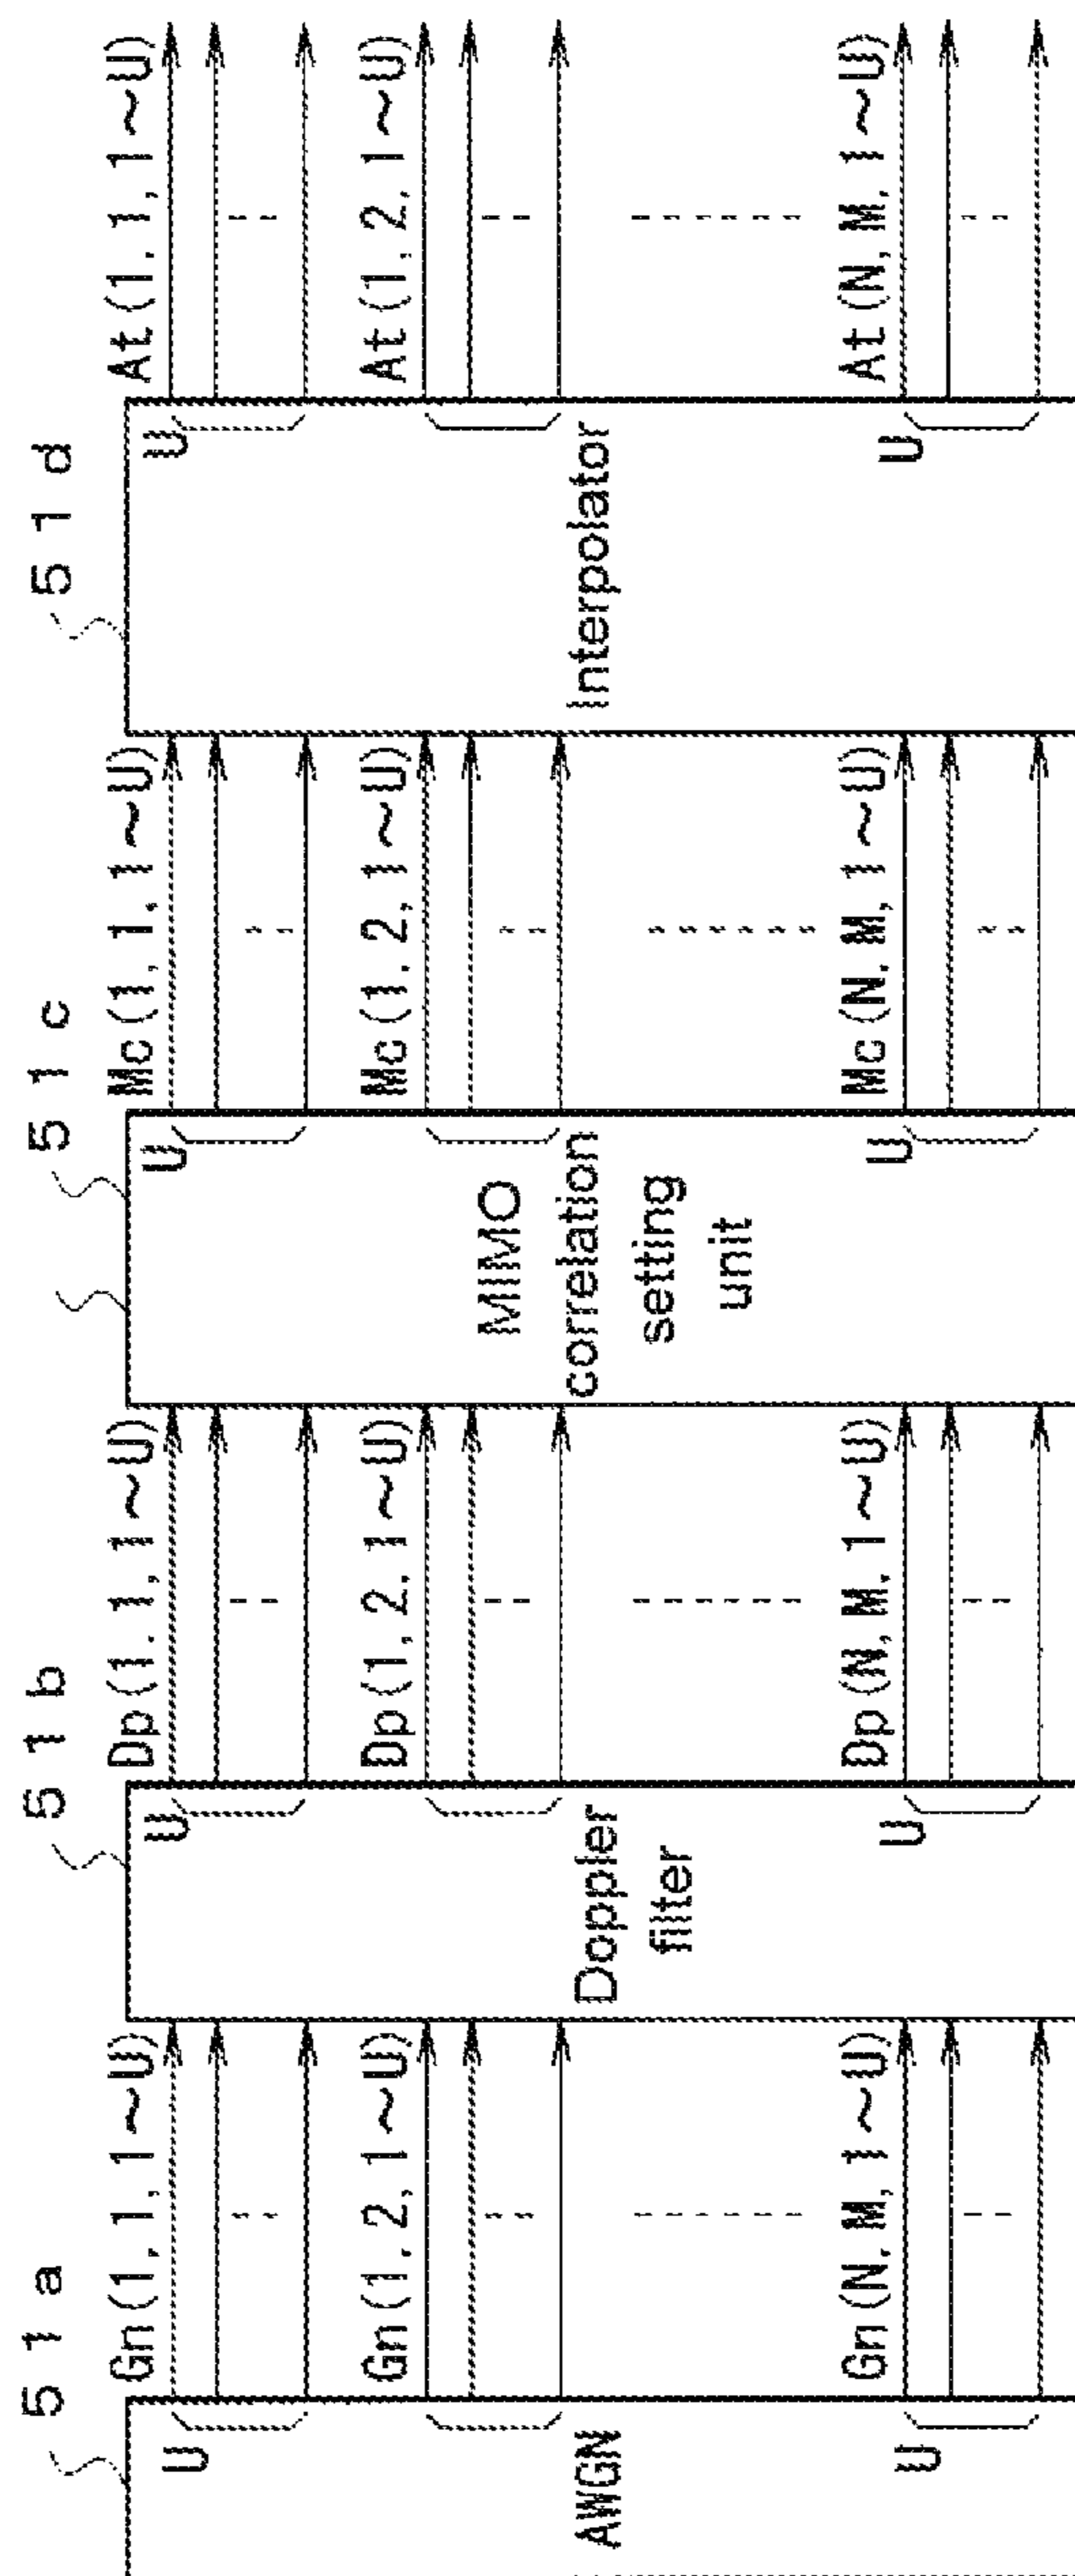 51a
51b
51c
51d
Gn(1,1,1~U)
Dp(1,1,1~U)
Mc(1,1,1~U)
At(1,1,1~U)
U
U
U
U
Gn(1,2,1~U)
Dp(1,2,1~U)
Mc(1,2,1~U)
At(1,2,1~U)
AWGN
Doppler
filter
MIMO
correlation
setting
unit
Interpolator
Gn(N,M,1~U)
Dp(N,M,1~U)
Mc(N,M,1~U)
At(N,M,1~U)
U
U
U
U